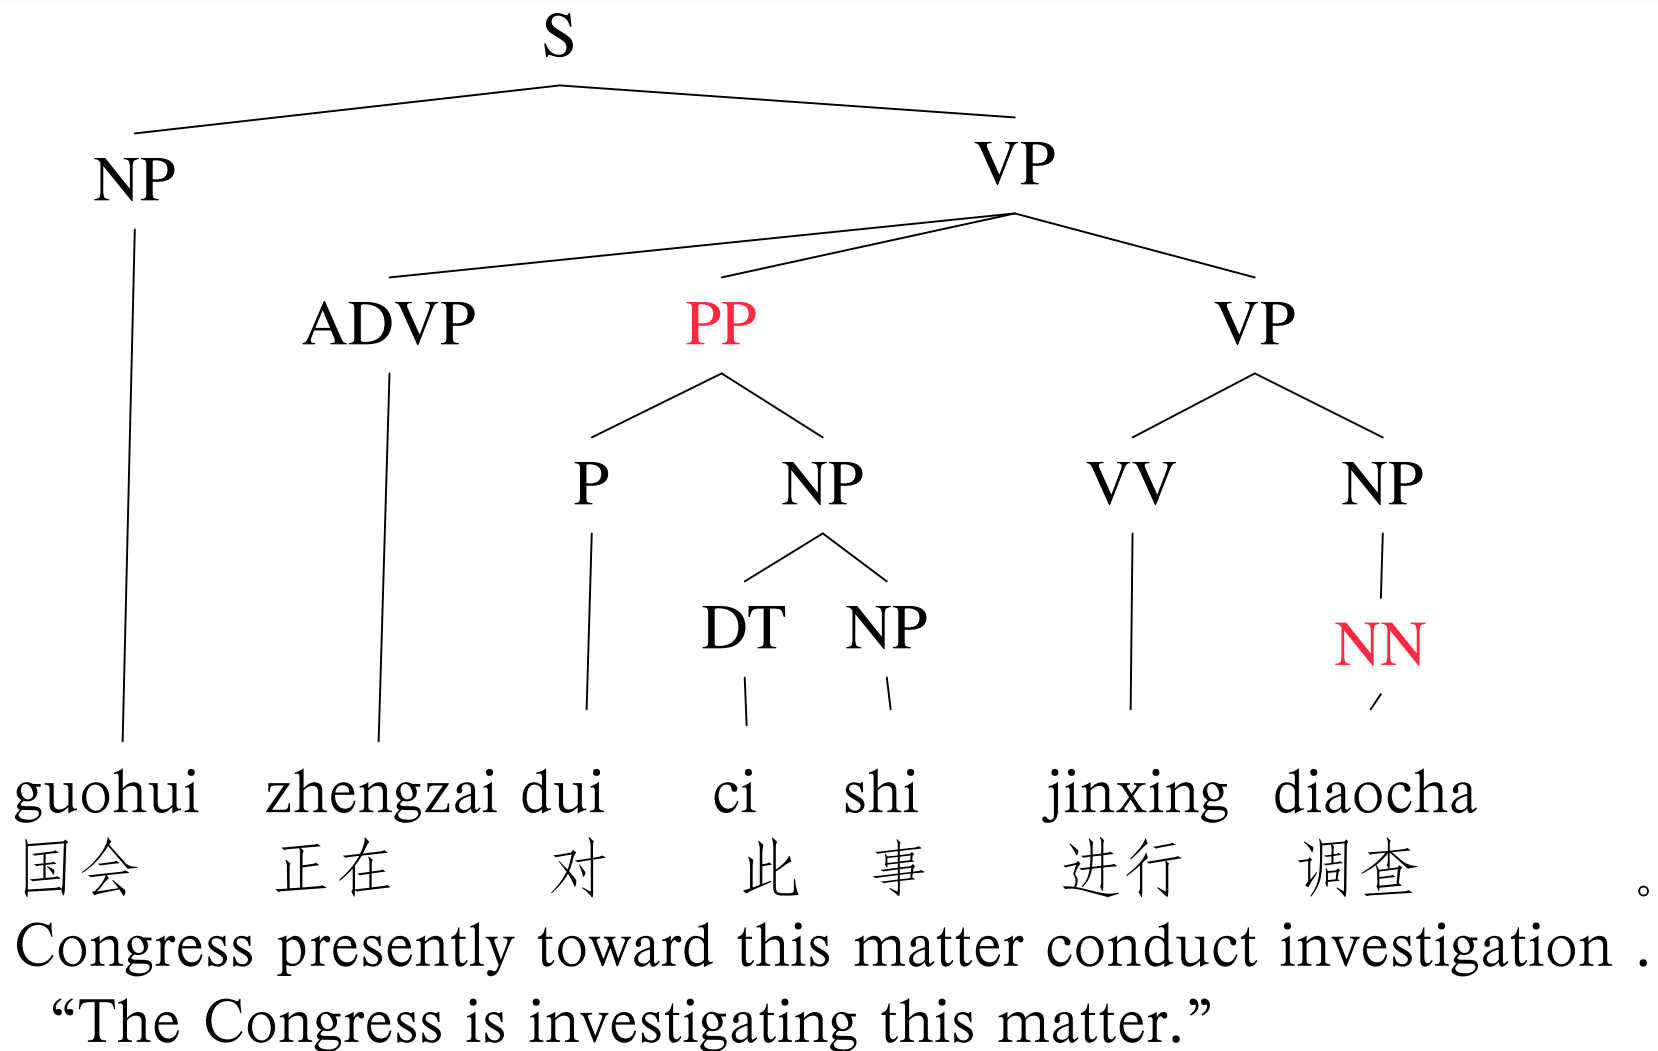 S
NP VP
ADVP PP VP
P NP VV NP
DT NP NN
guohui zhengzai dui ci shi jinxing diaocha
国会 正在 对 此 事 进行 调查 。
Congress presently toward this matter conduct investigation .
“The Congress is investigating this matter.”